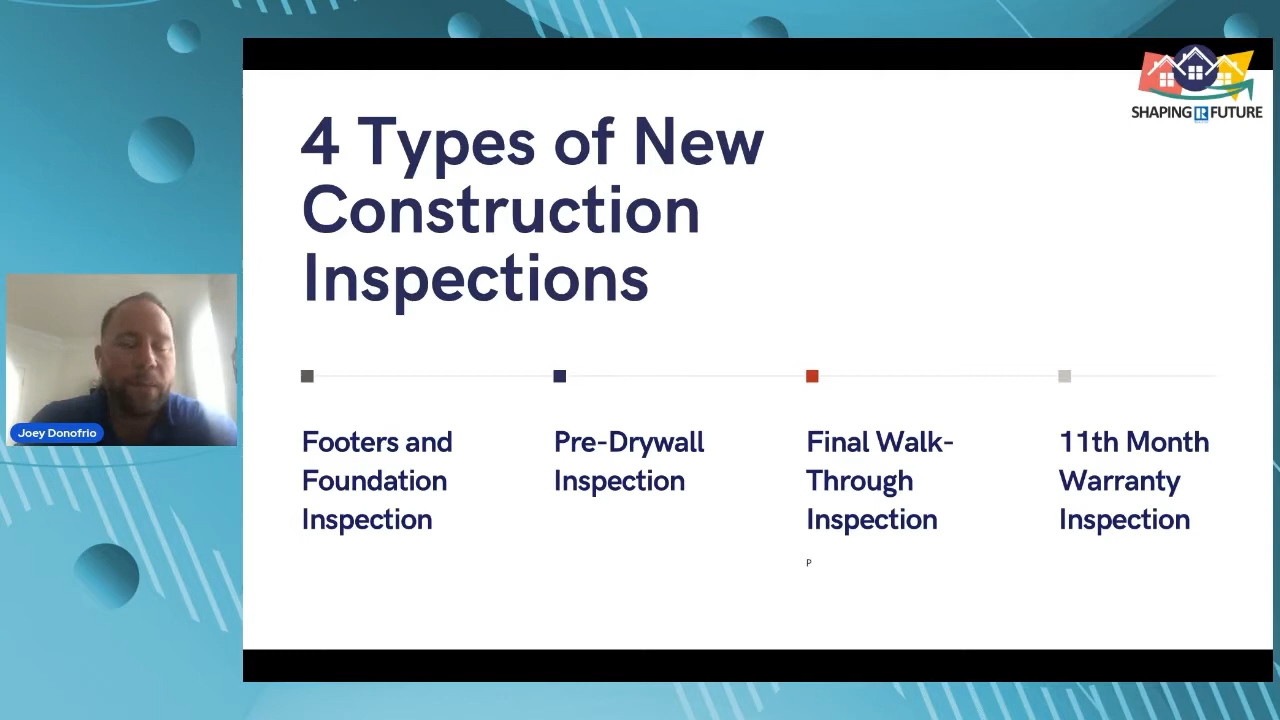 SHAPING R FUTURE
4 Types of New
Construction
Inspections
Footers and
Foundation
Inspection
Pre-Drywall
Inspection
Final Walk-
Through
Inspection
P
11th Month
Warranty
Inspection
Joey Donofrio